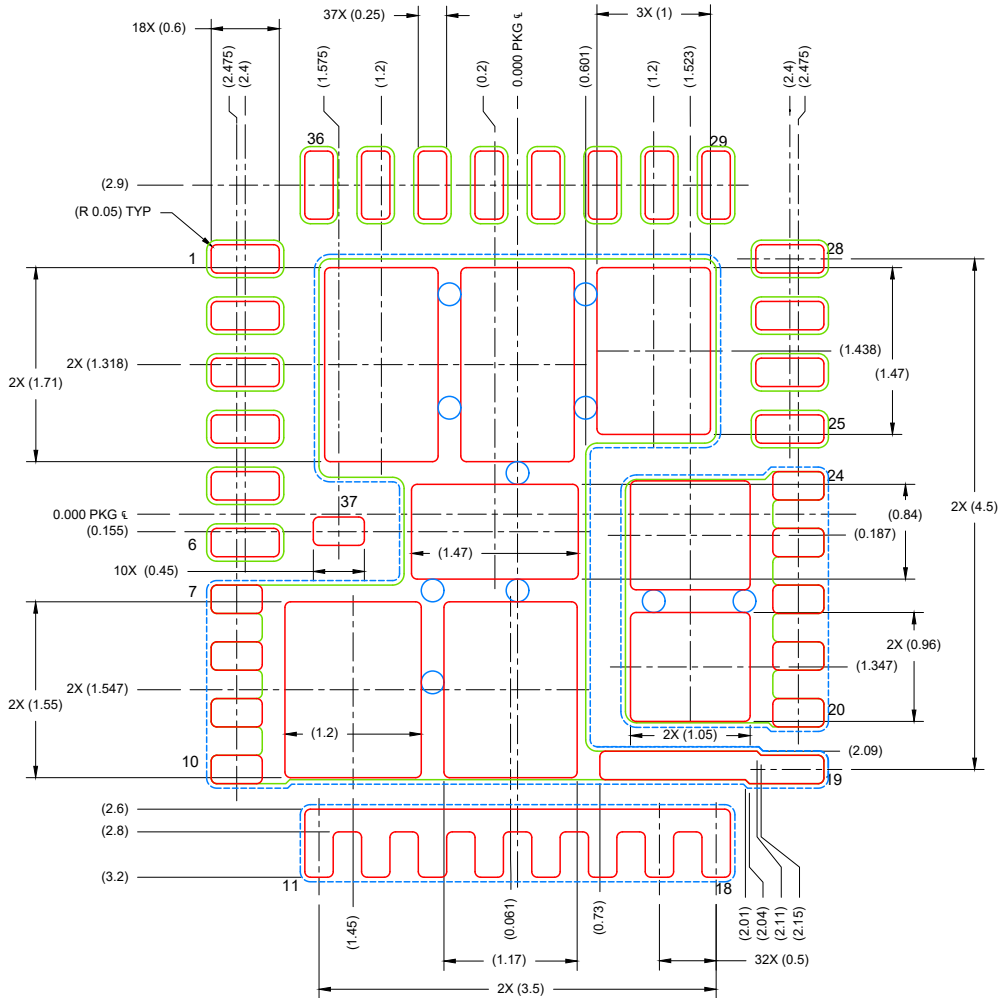 37X (0.25)
3X (1)
18X (0.6)
(2.475)
(2.4)
(1.575)
(1.2)
(0.2)
0.000 PKG ℄
(0.601)
(1.2)
(1.523)
(2.4)
(2.475)
36
29
(2.9)
(R 0.05) TYP
1
28
2X (1.318)
2X (1.71)
(1.438)
(1.47)
25
24
37
0.000 PKG ℄
(0.155)
6
(0.84)
(0.187)
2X (4.5)
(1.47)
10X (0.45)
7
2X (0.96)
(1.347)
2X (1.547)
2X (1.55)
(1.2)
2X (1.05)
20
10
(2.09)
19
(2.6)
(2.8)
(3.2)
11
18
(1.45)
(0.061)
(0.73)
(2.01)
(2.04)
(2.11)
(2.15)
(1.17)
32X (0.5)
2X (3.5)